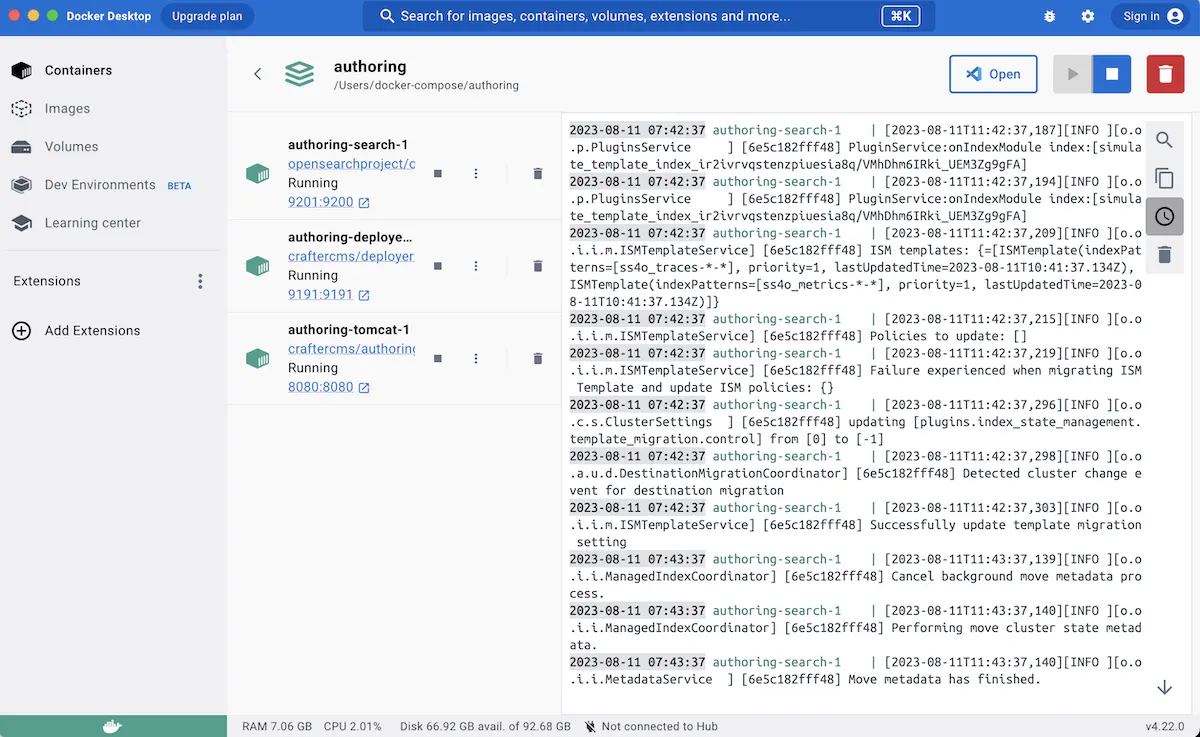 Docker Desktop
Upgrade plan
Search for images, containers, volumes, extensions and more...
⌘K
Sign in
Containers
Images
Volumes
Dev Environments BETA
Learning center
Extensions
Add Extensions
authoring
/Users/docker-compose/authoring
Open
authoring-search-1
opensearchproject/c
Running
9201:9200
authoring-deploye...
craftercms/deployer
Running
9191:9191
authoring-tomcat-1
craftercms/authoring
Running
8080:8080
2023-08-11 07:42:37 authoring-search-1 | [2023-08-11T11:42:37,187][INFO ][o.o
.p.PluginsService ] [6e5c182fff48] PluginService:onIndexModule index:[simula
te_template_index_ir2ivrvqstenzpiuesia8q/VMhDhm6IRki_UEM3Zg9gFA]
2023-08-11 07:42:37 authoring-search-1 | [2023-08-11T11:42:37,194][INFO ][o.o
.p.PluginsService ] [6e5c182fff48] PluginService:onIndexModule index:[simula
te_template_index_ir2ivrvqstenzpiuesia8q/VMhDhm6IRki_UEM3Zg9gFA]
2023-08-11 07:42:37 authoring-search-1 | [2023-08-11T11:42:37,209][INFO ][o.o
.i.i.m.ISMTemplateService] [6e5c182fff48] ISM templates: {=[ISMTemplate(indexPat
terns=[ss4o_traces-*-*], priority=1, lastUpdatedTime=2023-08-11T10:41:37.134Z),
ISMTemplate(indexPatterns=[ss4o_metrics-*-*], priority=1, lastUpdatedTime=2023-0
8-11T10:41:37.134Z)]}
2023-08-11 07:42:37 authoring-search-1 | [2023-08-11T11:42:37,215][INFO ][o.o
.i.i.m.ISMTemplateService] [6e5c182fff48] Policies to update: []
2023-08-11 07:42:37 authoring-search-1 | [2023-08-11T11:42:37,219][INFO ][o.o
.i.i.m.ISMTemplateService] [6e5c182fff48] Failure experienced when migrating ISM
Template and update ISM policies: {}
2023-08-11 07:42:37 authoring-search-1 | [2023-08-11T11:42:37,296][INFO ][o.o
.c.s.ClusterSettings ] [6e5c182fff48] updating [plugins.index_state_management.
template_migration.control] from [0] to [-1]
2023-08-11 07:42:37 authoring-search-1 | [2023-08-11T11:42:37,298][INFO ][o.o
.a.u.d.DestinationMigrationCoordinator] [6e5c182fff48] Detected cluster change e
vent for destination migration
2023-08-11 07:42:37 authoring-search-1 | [2023-08-11T11:42:37,303][INFO ][o.o
.i.i.m.ISMTemplateService] [6e5c182fff48] Successfully update template migration
setting
2023-08-11 07:43:37 authoring-search-1 | [2023-08-11T11:43:37,139][INFO ][o.o
.i.i.ManagedIndexCoordinator] [6e5c182fff48] Cancel background move metadata pro
cess.
2023-08-11 07:43:37 authoring-search-1 | [2023-08-11T11:43:37,140][INFO ][o.o
.i.i.ManagedIndexCoordinator] [6e5c182fff48] Performing move cluster state metad
ata.
2023-08-11 07:43:37 authoring-search-1 | [2023-08-11T11:43:37,140][INFO ][o.o
.i.i.MetadataService ] [6e5c182fff48] Move metadata has finished.
RAM 7.06 GB CPU 2.01% Disk 66.92 GB avail. of 92.68 GB Not connected to Hub
v4.22.0